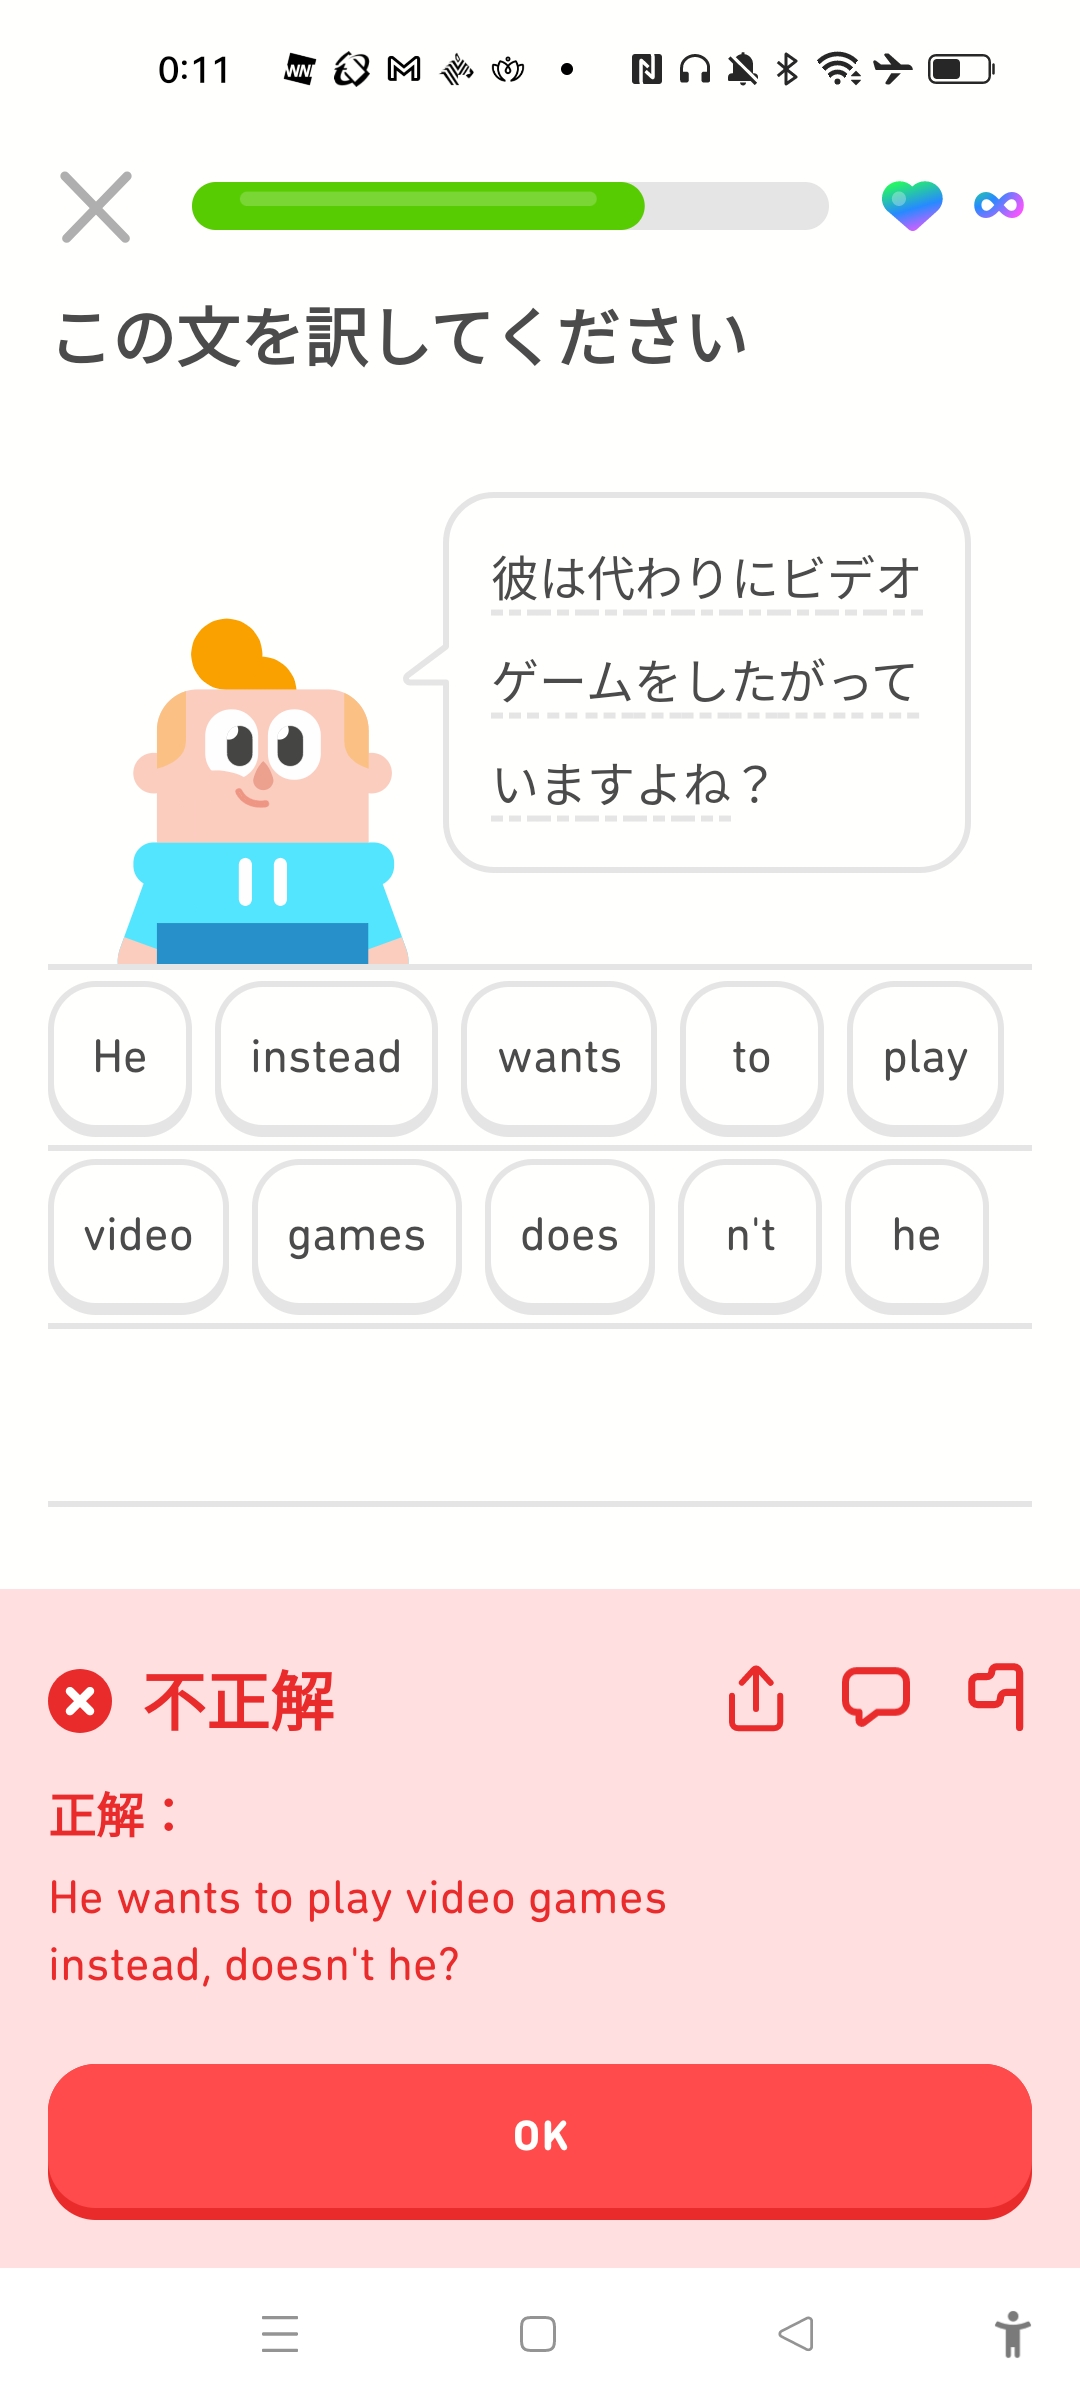 0:11
この文を訳してください
彼は代わりにビデオ
ゲームをしたがって
いますよね？
He instead wants to play
video games does n't he
不正解
正解：
He wants to play video games
instead, doesn't he?
OK